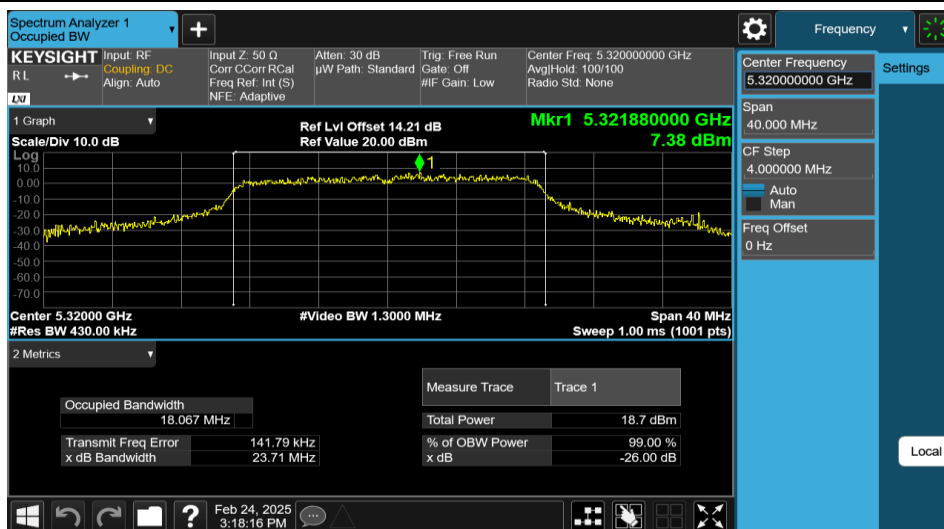 Spectrum Analyzer 1
Occupied BW
+
Frequency
KEYSIGHT
RL
LXI
Input: RF
Coupling: DC
Align: Auto
Input Z: 50 Ω
Corr CCorr RCal
Freq Ref: Int (S)
NFE: Adaptive
Atten: 30 dB
µW Path: Standard
Trig: Free Run
Gate: Off
#IF Gain: Low
Center Freq: 5.320000000 GHz
Avg|Hold: 100/100
Radio Std: None
Center Frequency
5.320000000 GHz
Settings
Span
40.000 MHz
CF Step
4.000000 MHz
Auto
Man
Freq Offset
0 Hz
Local
1 Graph
Scale/Div 10.0 dB
Ref Lvl Offset 14.21 dB
Ref Value 20.00 dBm
Mkr1 5.321880000 GHz
7.38 dBm
Log
1
10.0
0.00
-10.0
-20.0
-30.0
-40.0
-50.0
-60.0
-70.0
Center 5.32000 GHz
#Video BW 1.3000 MHz
Span 40 MHz
#Res BW 430.00 kHz
Sweep 1.00 ms (1001 pts)
2 Metrics
Measure Trace Trace 1
Occupied Bandwidth
18.067 MHz
Total Power 18.7 dBm
Transmit Freq Error 141.79 kHz
% of OBW Power 99.00 %
x dB Bandwidth 23.71 MHz
x dB -26.00 dB
?
Feb 24, 2025
3:18:16 PM